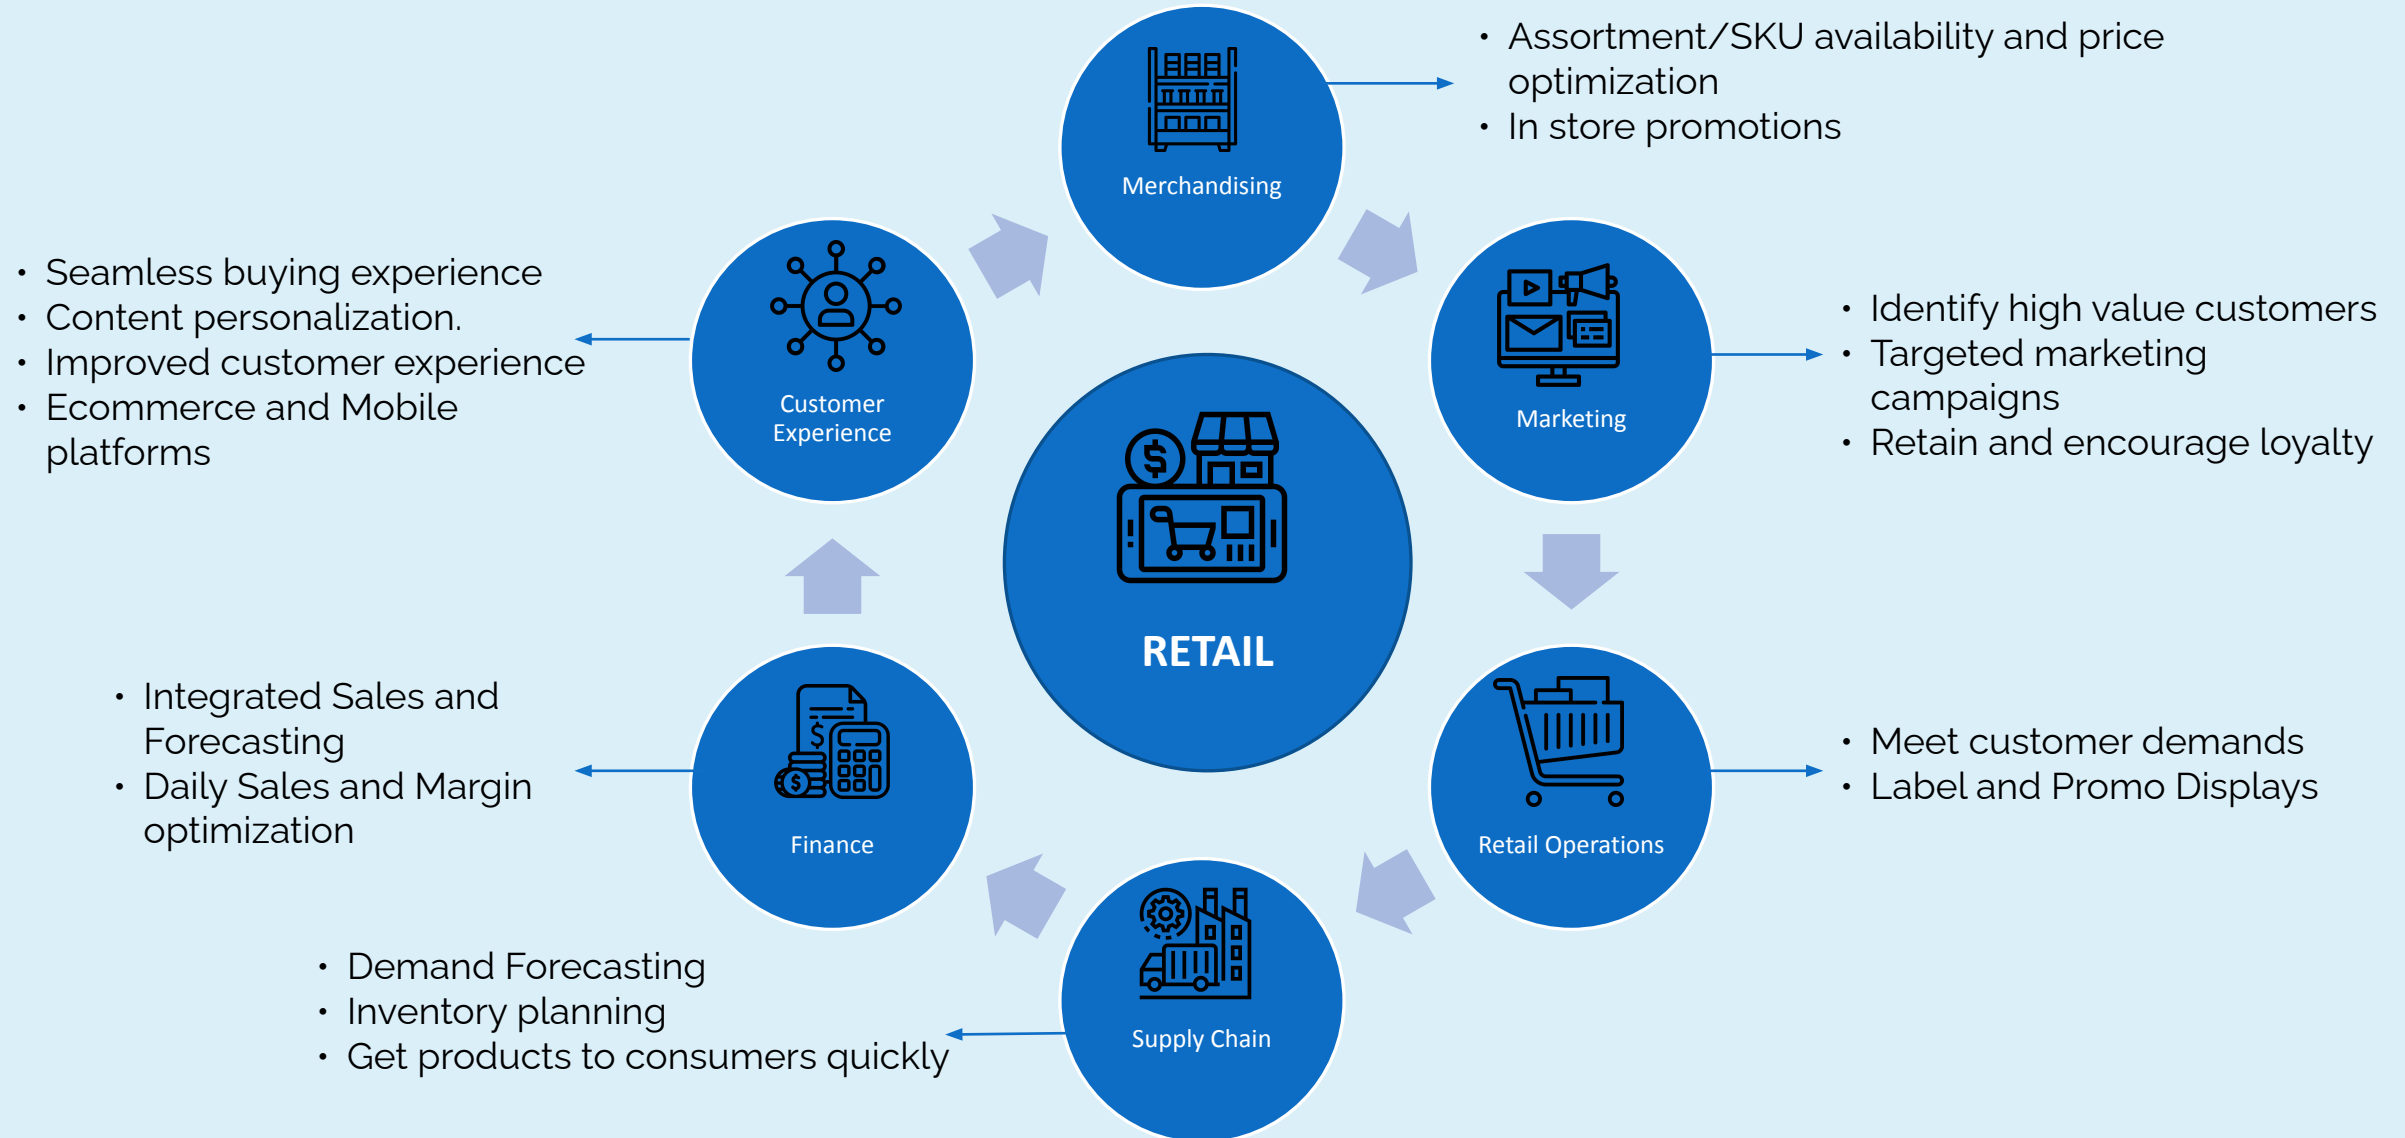 • Assortment/SKU availability and price
optimization
• In store promotions
Merchandising
• Seamless buying experience
• Content personalization.
• Improved customer experience
• Ecommerce and Mobile
platforms
Customer
Experience
• Identify high value customers
• Targeted marketing
campaigns
• Retain and encourage loyalty
Marketing
RETAIL
• Integrated Sales and
Forecasting
• Daily Sales and Margin
optimization
Finance
• Meet customer demands
• Label and Promo Displays
Retail Operations
• Demand Forecasting
• Inventory planning
• Get products to consumers quickly
Supply Chain